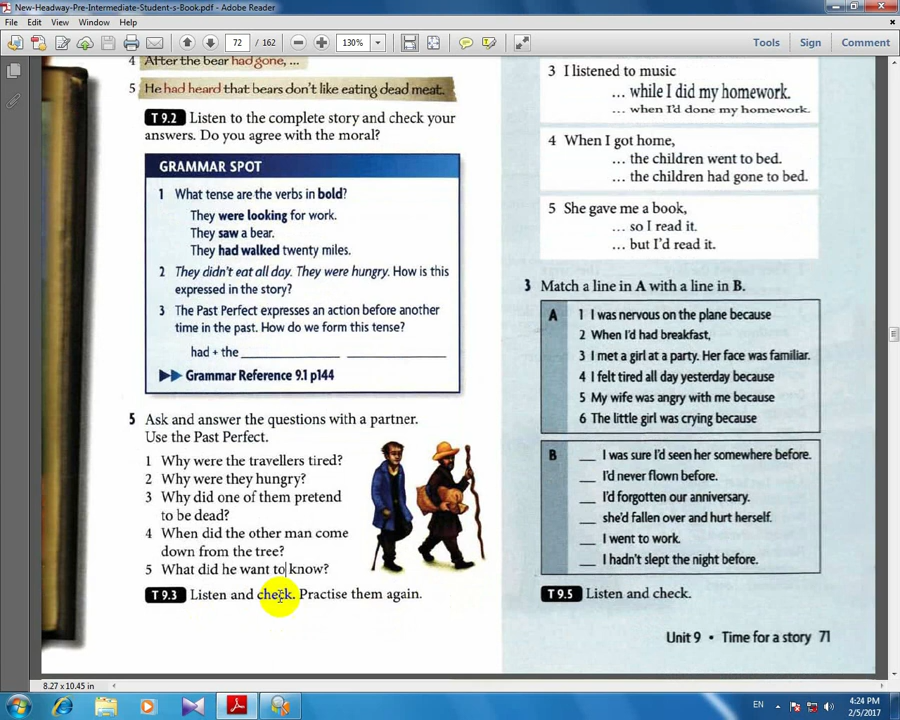 New-Headway-Pre-Intermediate-Student-s-Book.pdf - Adobe Reader
File Edit View Window Help
72 / 162 130% Tools Sign Comment
4 After the bear had gone, ...
5 He had heard that bears don't like eating dead meat.
T 9.2 Listen to the complete story and check your
answers. Do you agree with the moral?
GRAMMAR SPOT
1 What tense are the verbs in bold?
They were looking for work.
They saw a bear.
They had walked twenty miles.
2 They didn't eat all day. They were hungry. How is this
expressed in the story?
3 The Past Perfect expresses an action before another
time in the past. How do we form this tense?
had + the ____________ ____________
Grammar Reference 9.1 p144
5 Ask and answer the questions with a partner.
Use the Past Perfect.
1 Why were the travellers tired?
2 Why were they hungry?
3 Why did one of them pretend
to be dead?
4 When did the other man come
down from the tree?
5 What did he want to know?
T 9.3 Listen and check. Practise them again.
3 I listened to music
... while I did my homework.
... when I'd done my homework.
4 When I got home,
... the children went to bed.
... the children had gone to bed.
5 She gave me a book,
... so I read it.
... but I'd read it.
3 Match a line in A with a line in B.
A 1 I was nervous on the plane because
2 When I'd had breakfast,
3 I met a girl at a party. Her face was familiar.
4 I felt tired all day yesterday because
5 My wife was angry with me because
6 The little girl was crying because
B __ I was sure I'd seen her somewhere before.
__ I'd never flown before.
__ I'd forgotten our anniversary.
__ she'd fallen over and hurt herself.
__ I went to work.
__ I hadn't slept the night before.
T 9.5 Listen and check.
Unit 9 • Time for a story 71
8.27 x 10.45 in
EN 4:24 PM
2/5/2017